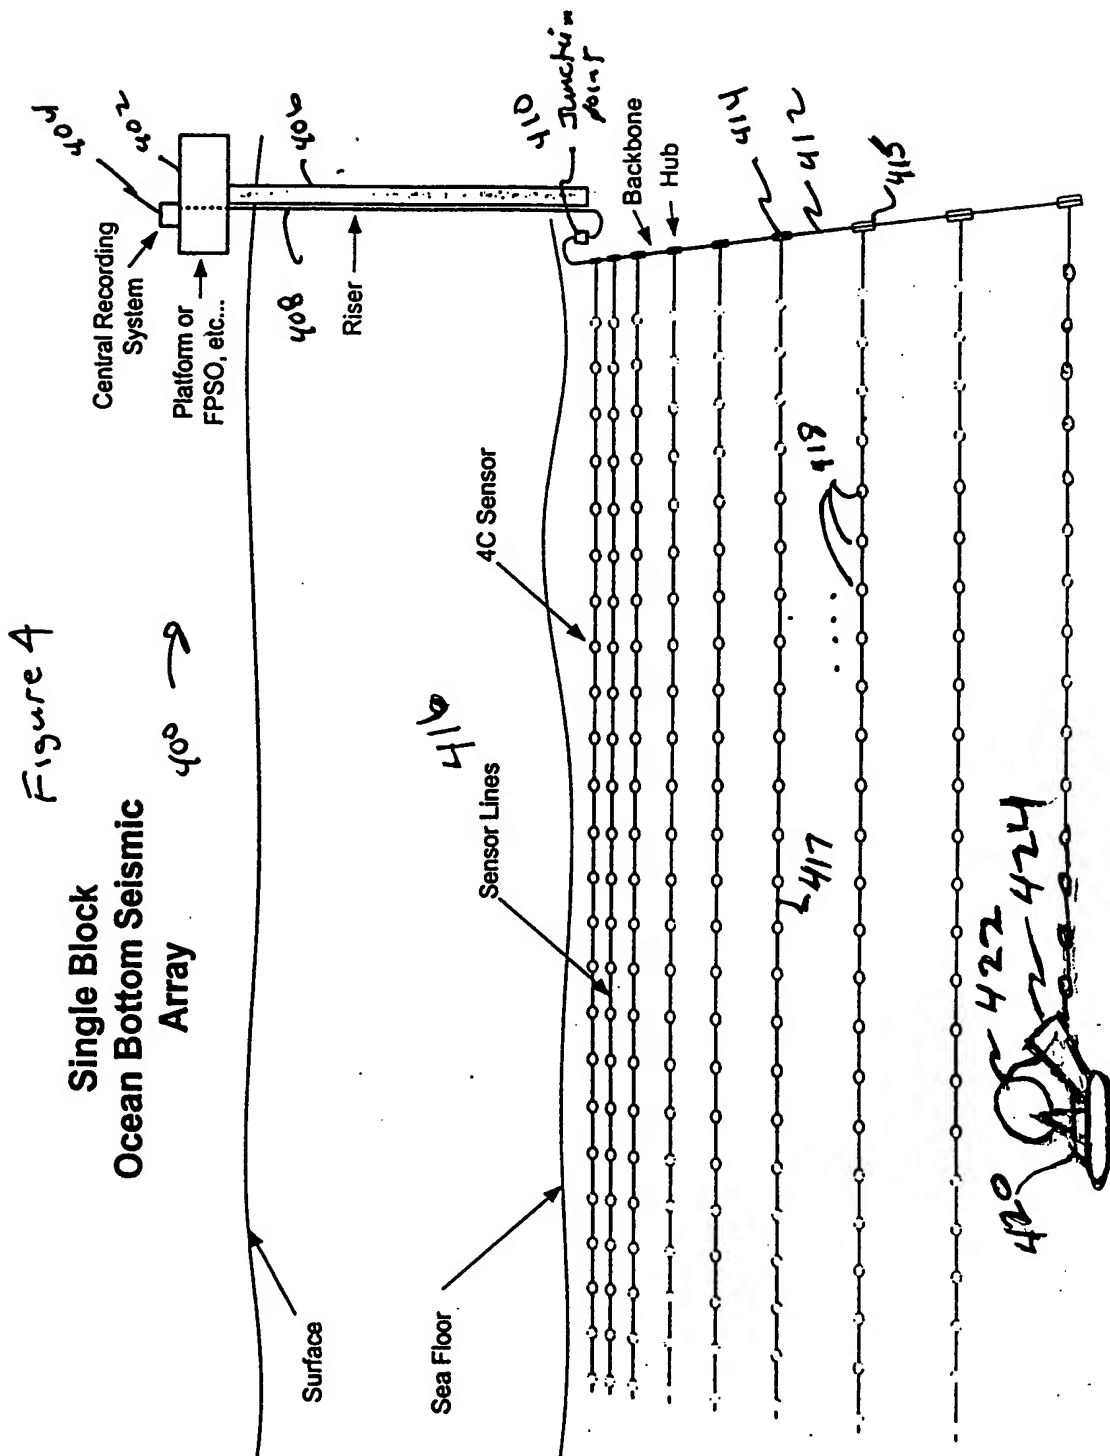 Figure 4
Single Block
Ocean Bottom Seismic
Array
400
404
402
Central Recording
System
Platform or
FPSO, etc...
406
408
Riser
410
Junction
point
Surface
Sea Floor
416
Sensor Lines
4C Sensor
Backbone
Hub
414
412
415
418
417
420
422
424